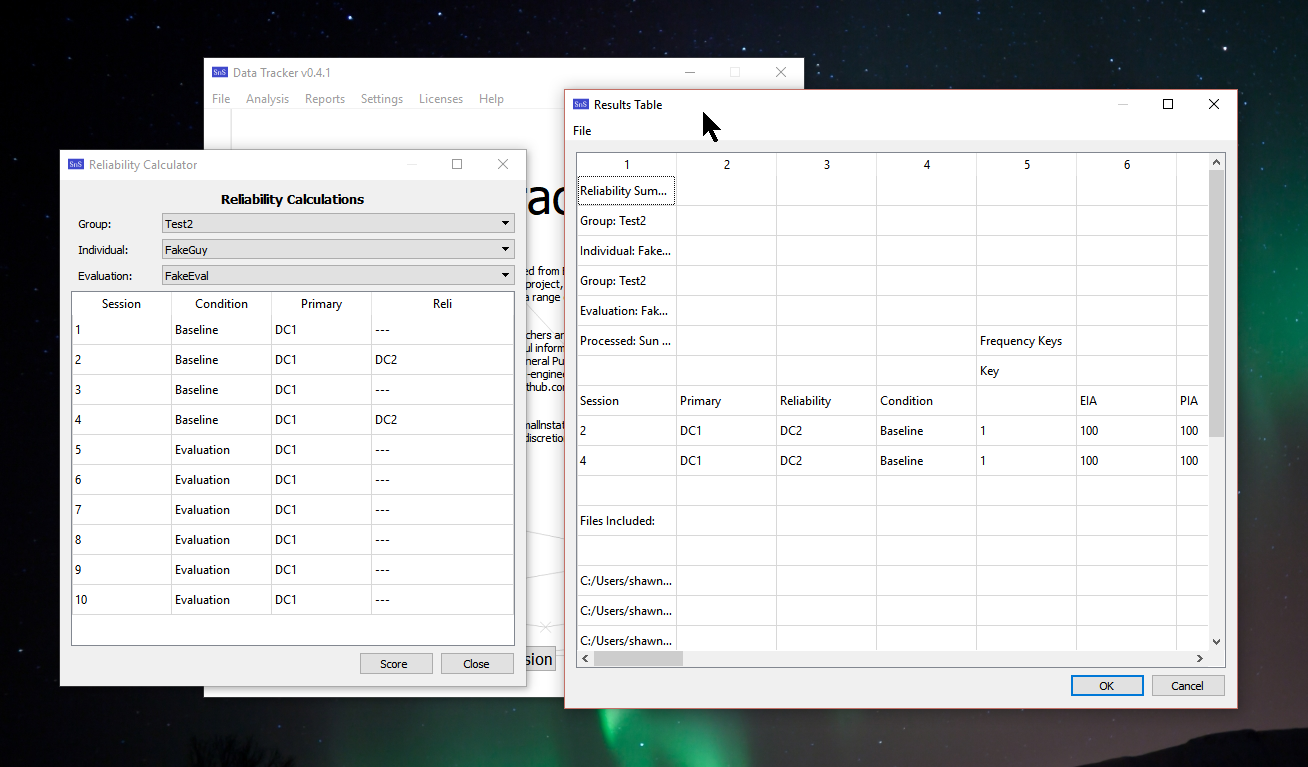 SnS Data Tracker v0.4.1
File Analysis Reports Settings Licenses Help
SnS Reliability Calculator
Reliability Calculations
Group: Test2
Individual: FakeGuy
Evaluation: FakeEval
Session Condition Primary Reli
1 Baseline DC1 ---
2 Baseline DC1 DC2
3 Baseline DC1 ---
4 Baseline DC1 DC2
5 Evaluation DC1 ---
6 Evaluation DC1 ---
7 Evaluation DC1 ---
8 Evaluation DC1 ---
9 Evaluation DC1 ---
10 Evaluation DC1 ---
Score Close
ed from
project,
a range
chers
ul inform
neral Pu
-engine
thub.co
mallnstat
discretio
sion
SnS Results Table
File
1 2 3 4 5 6
Reliability Sum...
Group: Test2
Individual: Fake...
Group: Test2
Evaluation: Fak...
Processed: Sun ... Frequency Keys
Key
Session Primary Reliability Condition EIA PIA
2 DC1 DC2 Baseline 1 100 100
4 DC1 DC2 Baseline 1 100 100
Files Included:
C:/Users/shawn...
C:/Users/shawn...
C:/Users/shawn...
OK Cancel